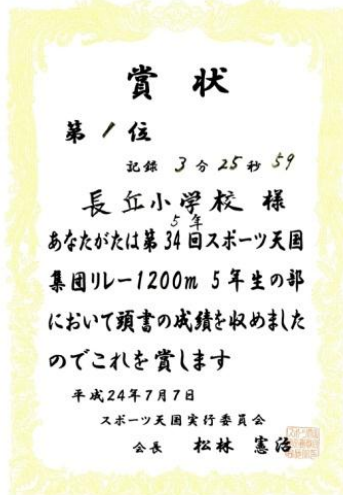 賞状
第1位
記録 3分25秒59
長丘小学校 様
5年
あなたがたは第34回スポーツ天国
集団リレー1200m 5年生の部
において頭書の成績を収めました
のでこれを賞します
平成24年7月7日
スポーツ天国実行委員会
会長 松林 憲治